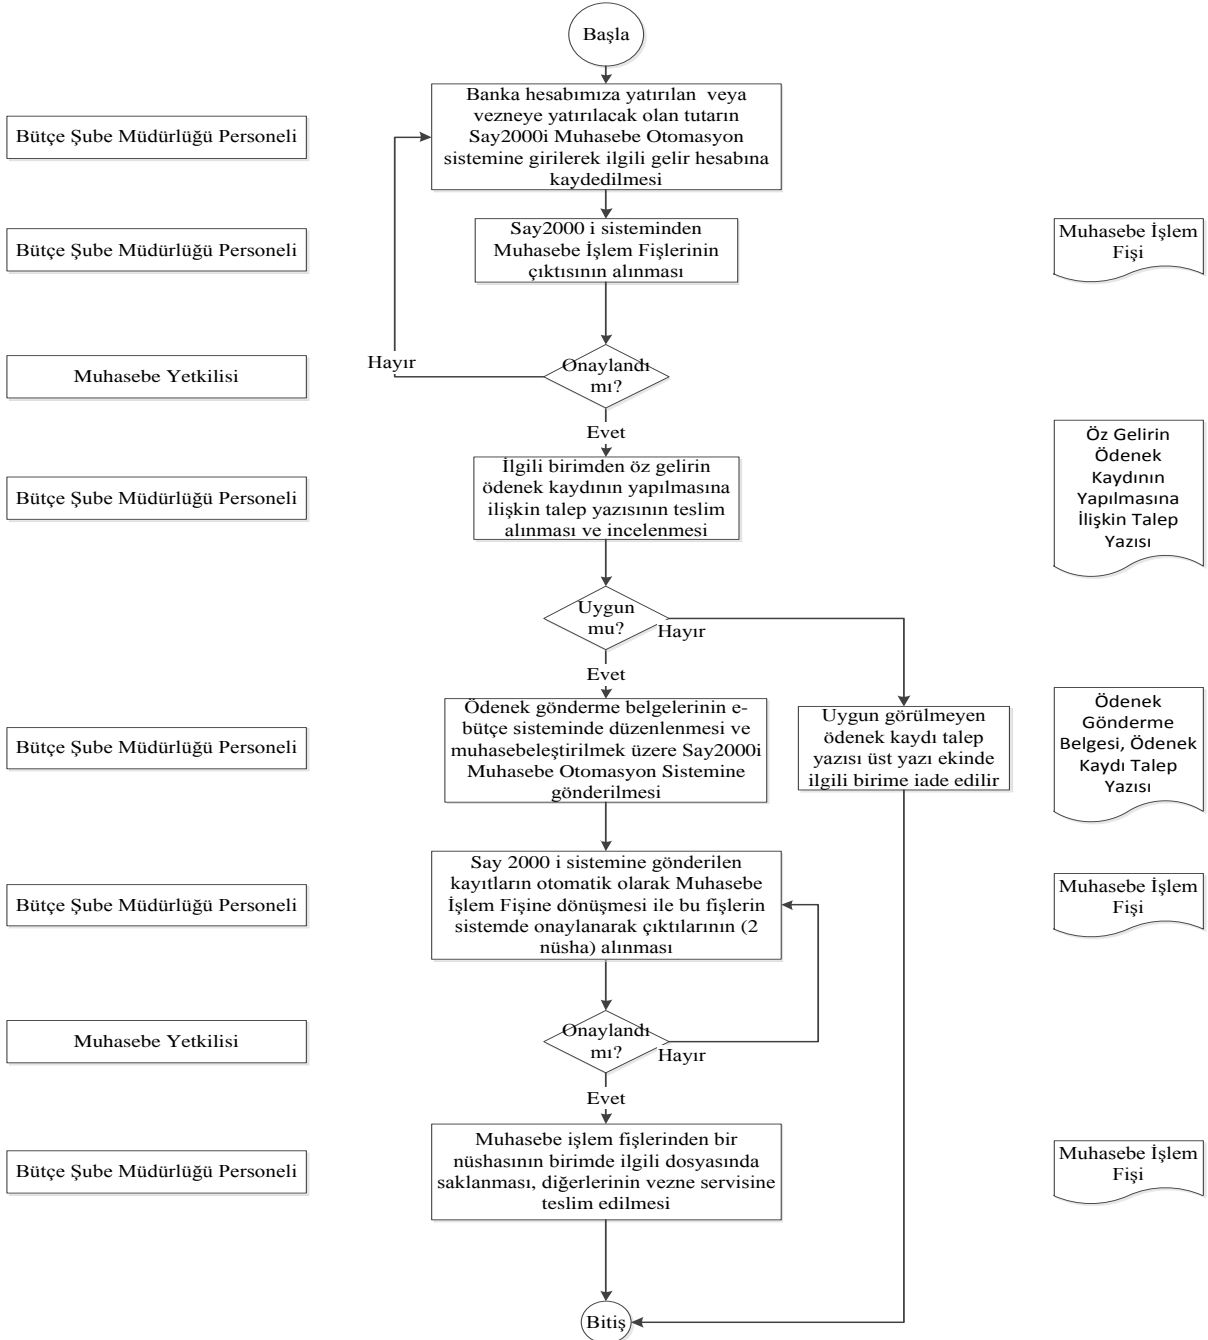 Başla
Bütçe Şube Müdürlüğü Personeli
Banka hesabımıza yatırılan veya
vezneye yatırılacak olan tutarın
Say2000i Muhasebe Otomasyon
sistemine girilerek ilgili gelir hesabına
kaydedilmesi
Bütçe Şube Müdürlüğü Personeli
Say2000 i sisteminden
Muhasebe İşlem Fişlerinin
çıktısının alınması
Muhasebe İşlem
Fişi
Muhasebe Yetkilisi
Hayır
Onaylandı
mı?
Evet
Bütçe Şube Müdürlüğü Personeli
İlgili birimden öz gelirin
ödenek kaydının yapılmasına
ilişkin talep yazısının teslim
alınması ve incelenmesi
Öz Gelirin
Ödenek
Kaydının
Yapılmasına
İlişkin Talep
Yazısı
Uygun
mu?
Hayır
Evet
Bütçe Şube Müdürlüğü Personeli
Ödenek gönderme belgelerinin e-
bütçe sisteminde düzenlenmesi ve
muhasebeleştirilmek üzere Say2000i
Muhasebe Otomasyon Sistemine
gönderilmesi
Uygun görülmeyen
ödenek kaydı talep
yazısı üst yazı ekinde
ilgili birime iade edilir
Ödenek
Gönderme
Belgesi, Ödenek
Kaydı Talep
Yazısı
Bütçe Şube Müdürlüğü Personeli
Say 2000 i sistemine gönderilen
kayıtların otomatik olarak Muhasebe
İşlem Fişine dönüşmesi ile bu fişlerin
sistemde onaylanarak çıktılarının (2
nüsha) alınması
Muhasebe İşlem
Fişi
Muhasebe Yetkilisi
Onaylandı
mı?
Hayır
Evet
Bütçe Şube Müdürlüğü Personeli
Muhasebe işlem fişlerinden bir
nüshasının birimde ilgili dosyasında
saklanması, diğerlerinin vezne servisine
teslim edilmesi
Muhasebe İşlem
Fişi
Bitiş